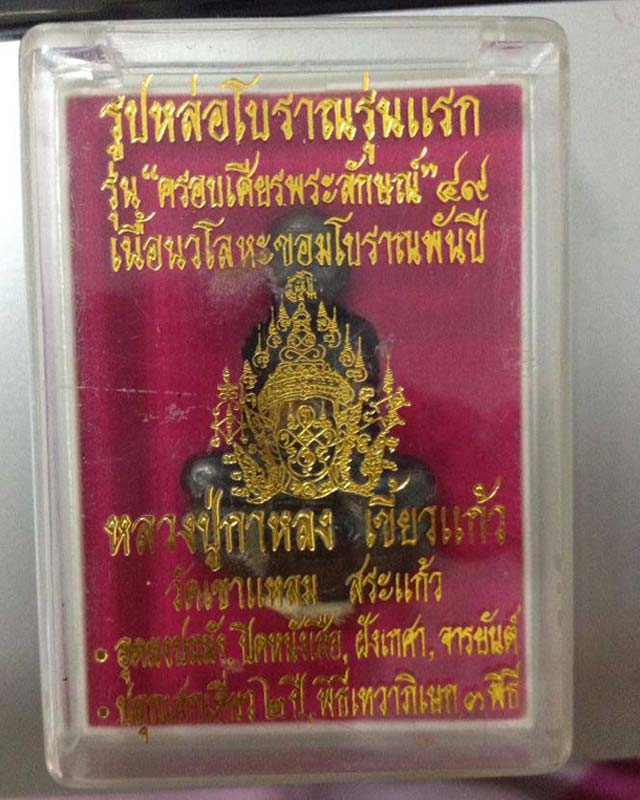 รูปหล่อโบราณรุ่นแรก
รุ่น "ครอบเศียรพระลักษณ์" ๔๙
เนื้อนวโลหะขอมโบราณพันปี
หลวงปู่กาหลง เขี้ยวแก้ว
วัดเขาแหลม สระแก้ว
• อุดผงปถมัง, ปิดหนังเสือ, ฝังเกศา, จารยันต์
• ปลุกเสกเดี่ยว ๒ ปี, พิธีเทวาภิเษก ๓ พิธี